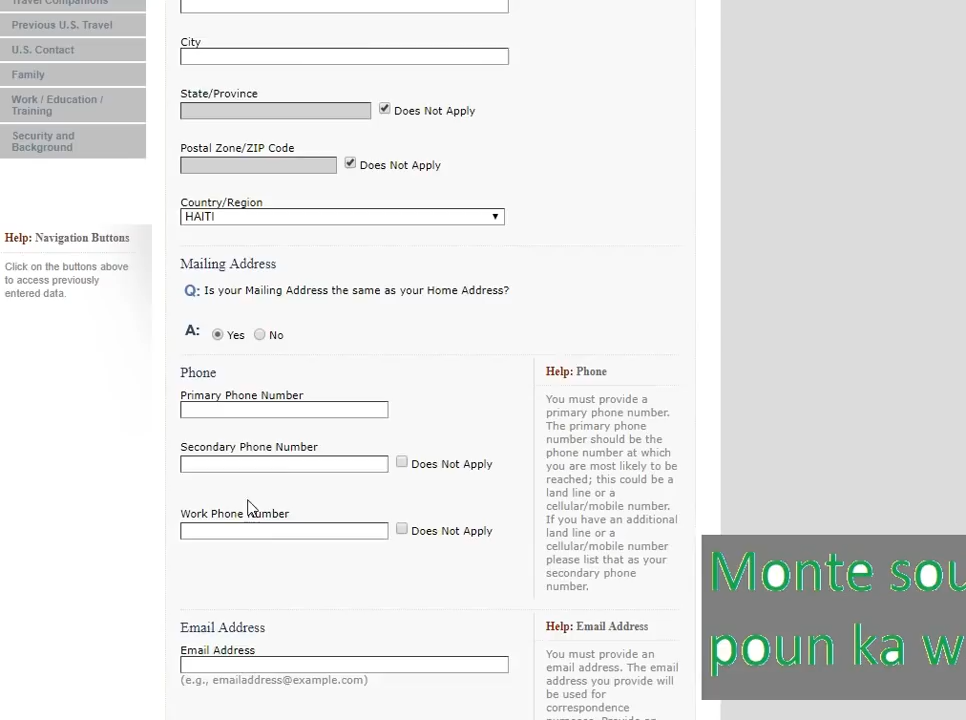 Travel Companions
Previous U.S. Travel
U.S. Contact
Family
Work / Education /
Training
Security and
Background
Help: Navigation Buttons
Click on the buttons above
to access previously
entered data.
City
State/Province
Does Not Apply
Postal Zone/ZIP Code
Does Not Apply
Country/Region
HAITI
Mailing Address
Q: Is your Mailing Address the same as your Home Address?
A: Yes No
Phone
Primary Phone Number
Secondary Phone Number
Does Not Apply
Work Phone Number
Does Not Apply
Help: Phone
You must provide a
primary phone number.
The primary phone
number should be the
phone number at which
you are most likely to be
reached; this could be a
land line or a
cellular/mobile number.
If you have an additional
land line or a
cellular/mobile number
please list that as your
secondary phone
number.
Email Address
Email Address
(e.g., emailaddress@example.com)
Help: Email Address
You must provide an
email address. The email
address you provide will
be used for
correspondence
purposes. Provide an
Monte sou
poun ka w